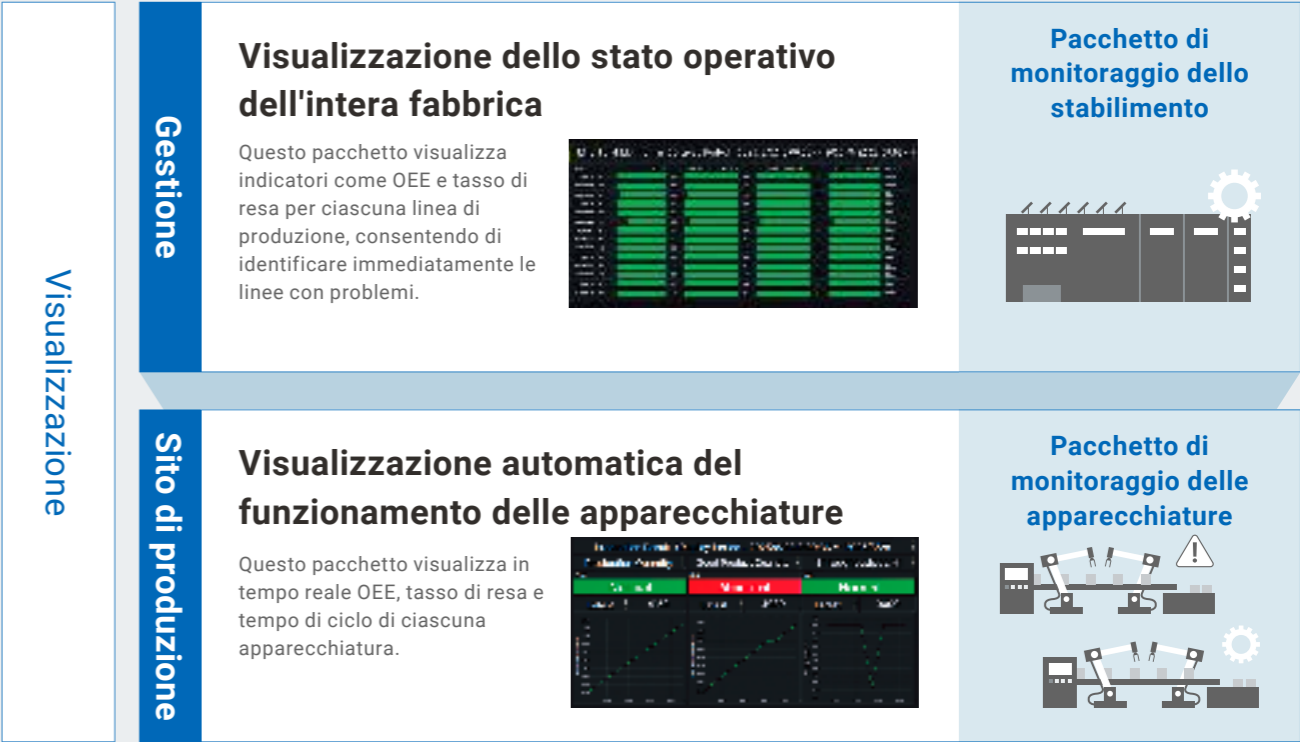 Visualizzazione
Gestione
Visualizzazione dello stato operativo
dell'intera fabbrica
Questo pacchetto visualizza
indicatori come OEE e tasso di
resa per ciascuna linea di
produzione, consentendo di
identificare immediatamente le
linee con problemi.
Pacchetto di
monitoraggio dello
stabilimento
Sito di produzione
Visualizzazione automatica del
funzionamento delle apparecchiature
Questo pacchetto visualizza in
tempo reale OEE, tasso di resa e
tempo di ciclo di ciascuna
apparecchiatura.
Pacchetto di
monitoraggio delle
apparecchiature